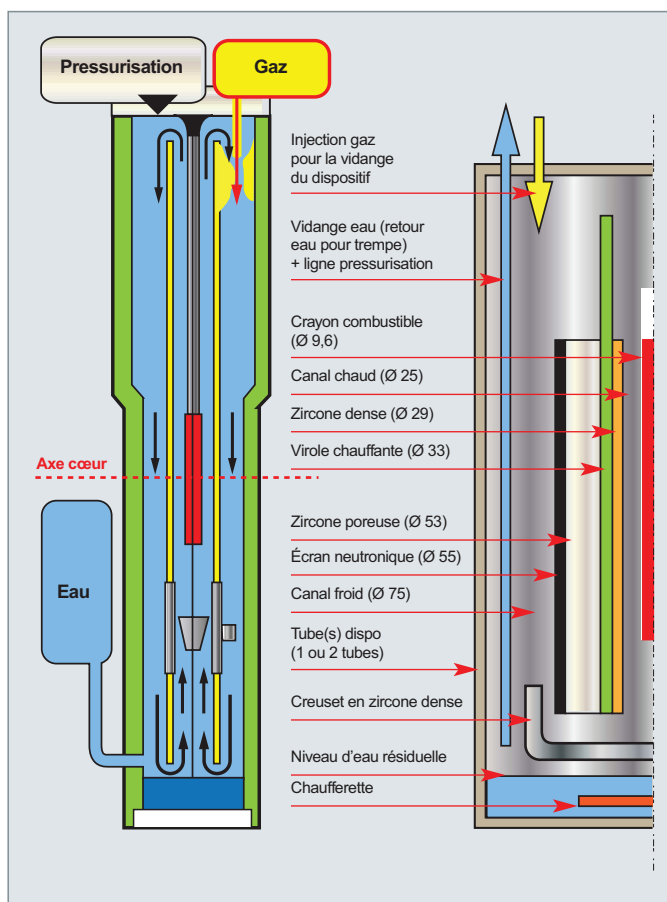 Pressurisation
Gaz
Injection gaz
pour la vidange
du dispositif
Vidange eau (retour
eau pour trempe)
+ ligne pressurisation
Crayon combustible
(Ø 9,6)
Canal chaud (Ø 25)
Zircone dense (Ø 29)
Virole chauffante (Ø 33)
Axe cœur
Zircone poreuse (Ø 53)
Écran neutronique (Ø 55)
Eau
Canal froid (Ø 75)
Tube(s) dispo
(1 ou 2 tubes)
Creuset en zircone dense
Niveau d'eau résiduelle
Chaufferette